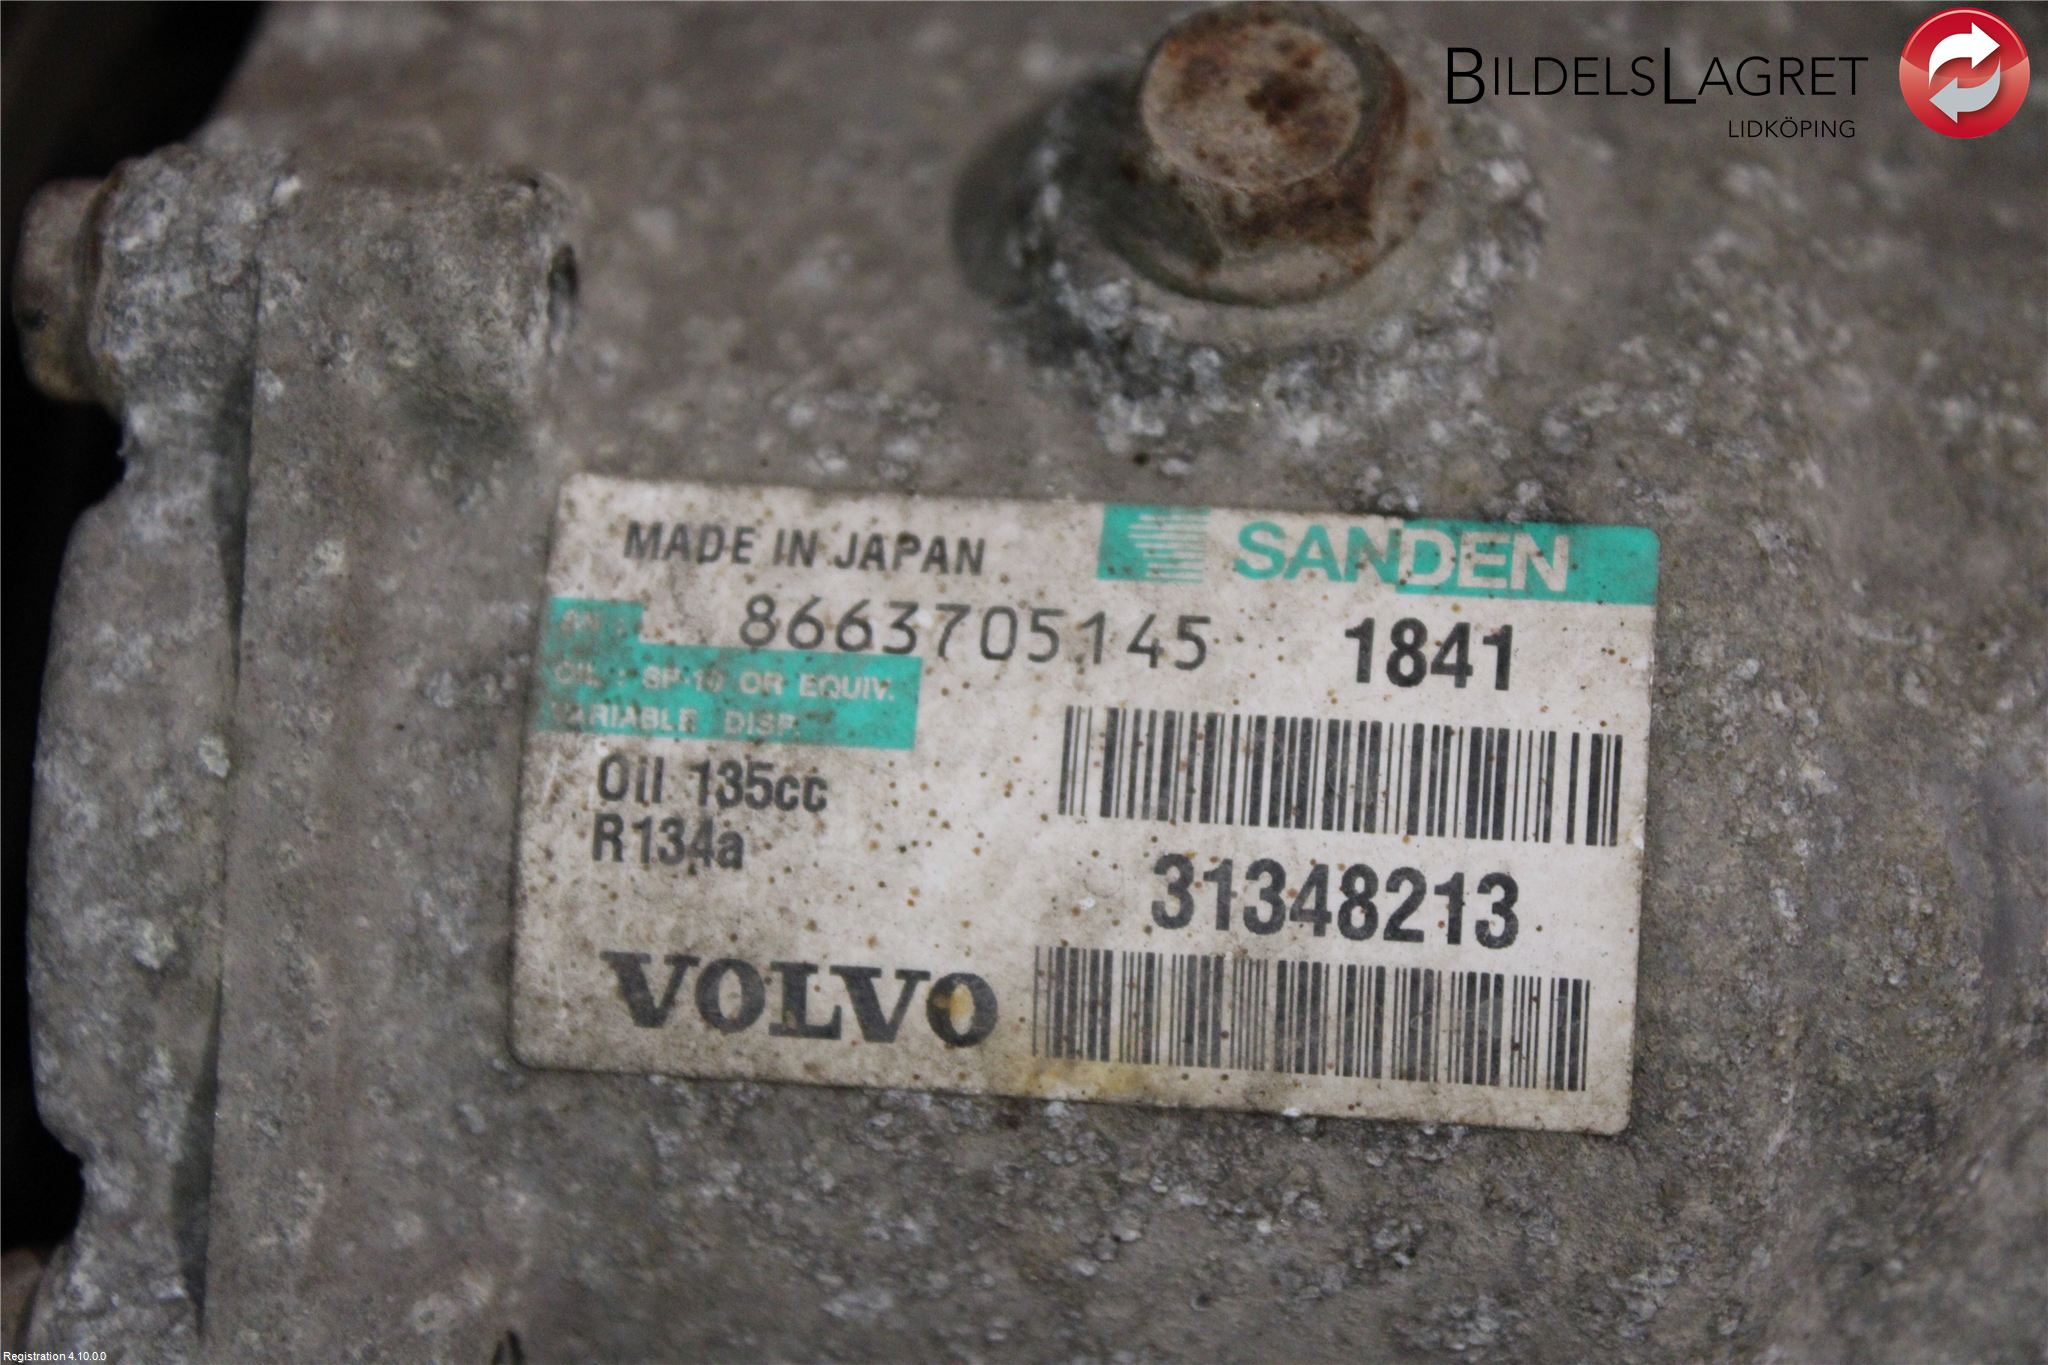 BILDELSLAGRET
LIDKÖPING
MADE IN JAPAN
SANDEN
S/N : 8663705145 1841
OIL : SP-10 OR EQUIV.
VARIABLE DISP.
Oil 135cc
R134a
31348213
VOLVO
Registration 4.10.0.0